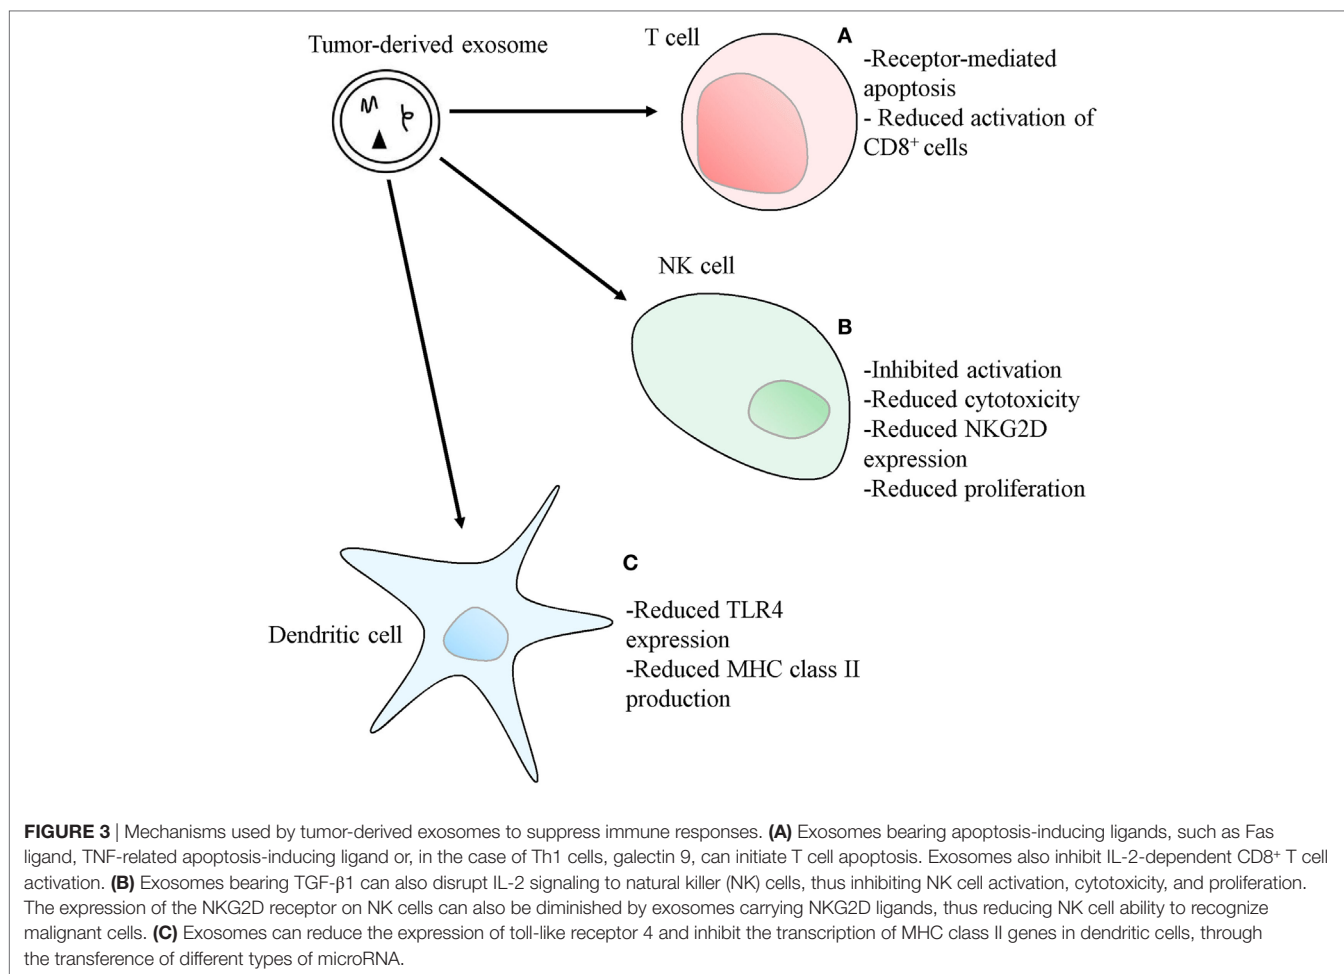 Tumor-derived exosome
T cell
A
-Receptor-mediated
apoptosis
- Reduced activation of
CD8⁺ cells
NK cell
B
-Inhibited activation
-Reduced cytotoxicity
-Reduced NKG2D
expression
-Reduced proliferation
C
-Reduced TLR4
expression
-Reduced MHC class II
production
Dendritic cell
FIGURE 3 | Mechanisms used by tumor-derived exosomes to suppress immune responses. (A) Exosomes bearing apoptosis-inducing ligands, such as Fas
ligand, TNF-related apoptosis-inducing ligand or, in the case of Th1 cells, galectin 9, can initiate T cell apoptosis. Exosomes also inhibit IL-2-dependent CD8⁺ T cell
activation. (B) Exosomes bearing TGF-β1 can also disrupt IL-2 signaling to natural killer (NK) cells, thus inhibiting NK cell activation, cytotoxicity, and proliferation.
The expression of the NKG2D receptor on NK cells can also be diminished by exosomes carrying NKG2D ligands, thus reducing NK cell ability to recognize
malignant cells. (C) Exosomes can reduce the expression of toll-like receptor 4 and inhibit the transcription of MHC class II genes in dendritic cells, through
the transference of different types of microRNA.